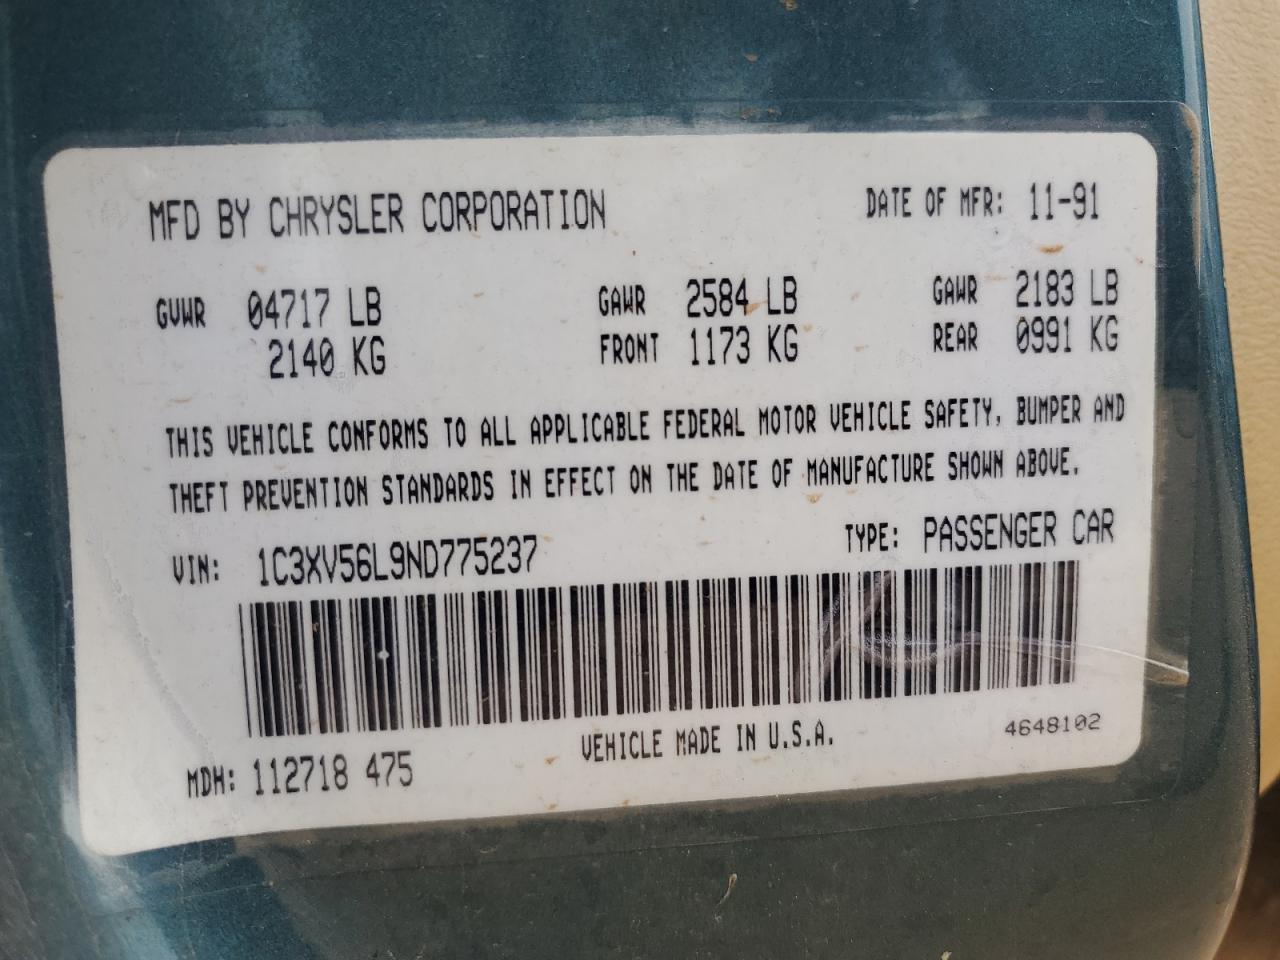 MFD BY CHRYSLER CORPORATION DATE OF MFR: 11-91
GVWR 04717 LB GAWR 2584 LB GAWR 2183 LB
2140 KG FRONT 1173 KG REAR 0991 KG
THIS VEHICLE CONFORMS TO ALL APPLICABLE FEDERAL MOTOR VEHICLE SAFETY, BUMPER AND
THEFT PREVENTION STANDARDS IN EFFECT ON THE DATE OF MANUFACTURE SHOWN ABOVE.
VIN: 1C3XV56L9ND775237 TYPE: PASSENGER CAR
MDH: 112718 475 VEHICLE MADE IN U.S.A. 4648102